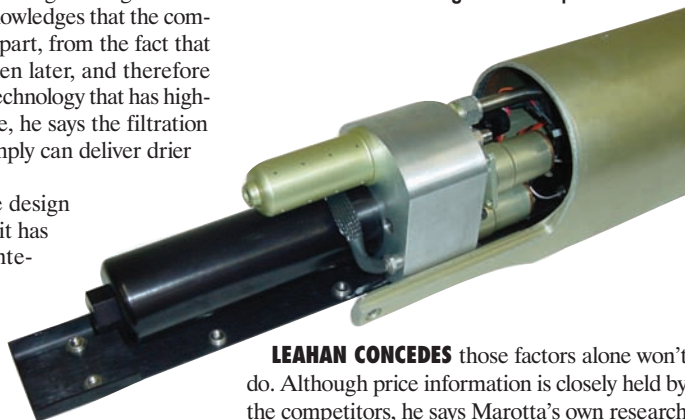 owledges that the com-
part, from the fact that
en later, and therefore
echnology that has high-
e, he says the filtration
mply can deliver drier
e design
it has
nte-
LEAHAN CONCEDES those factors alone won't
do. Although price information is closely held by
the competitors, he says Marotta's own research